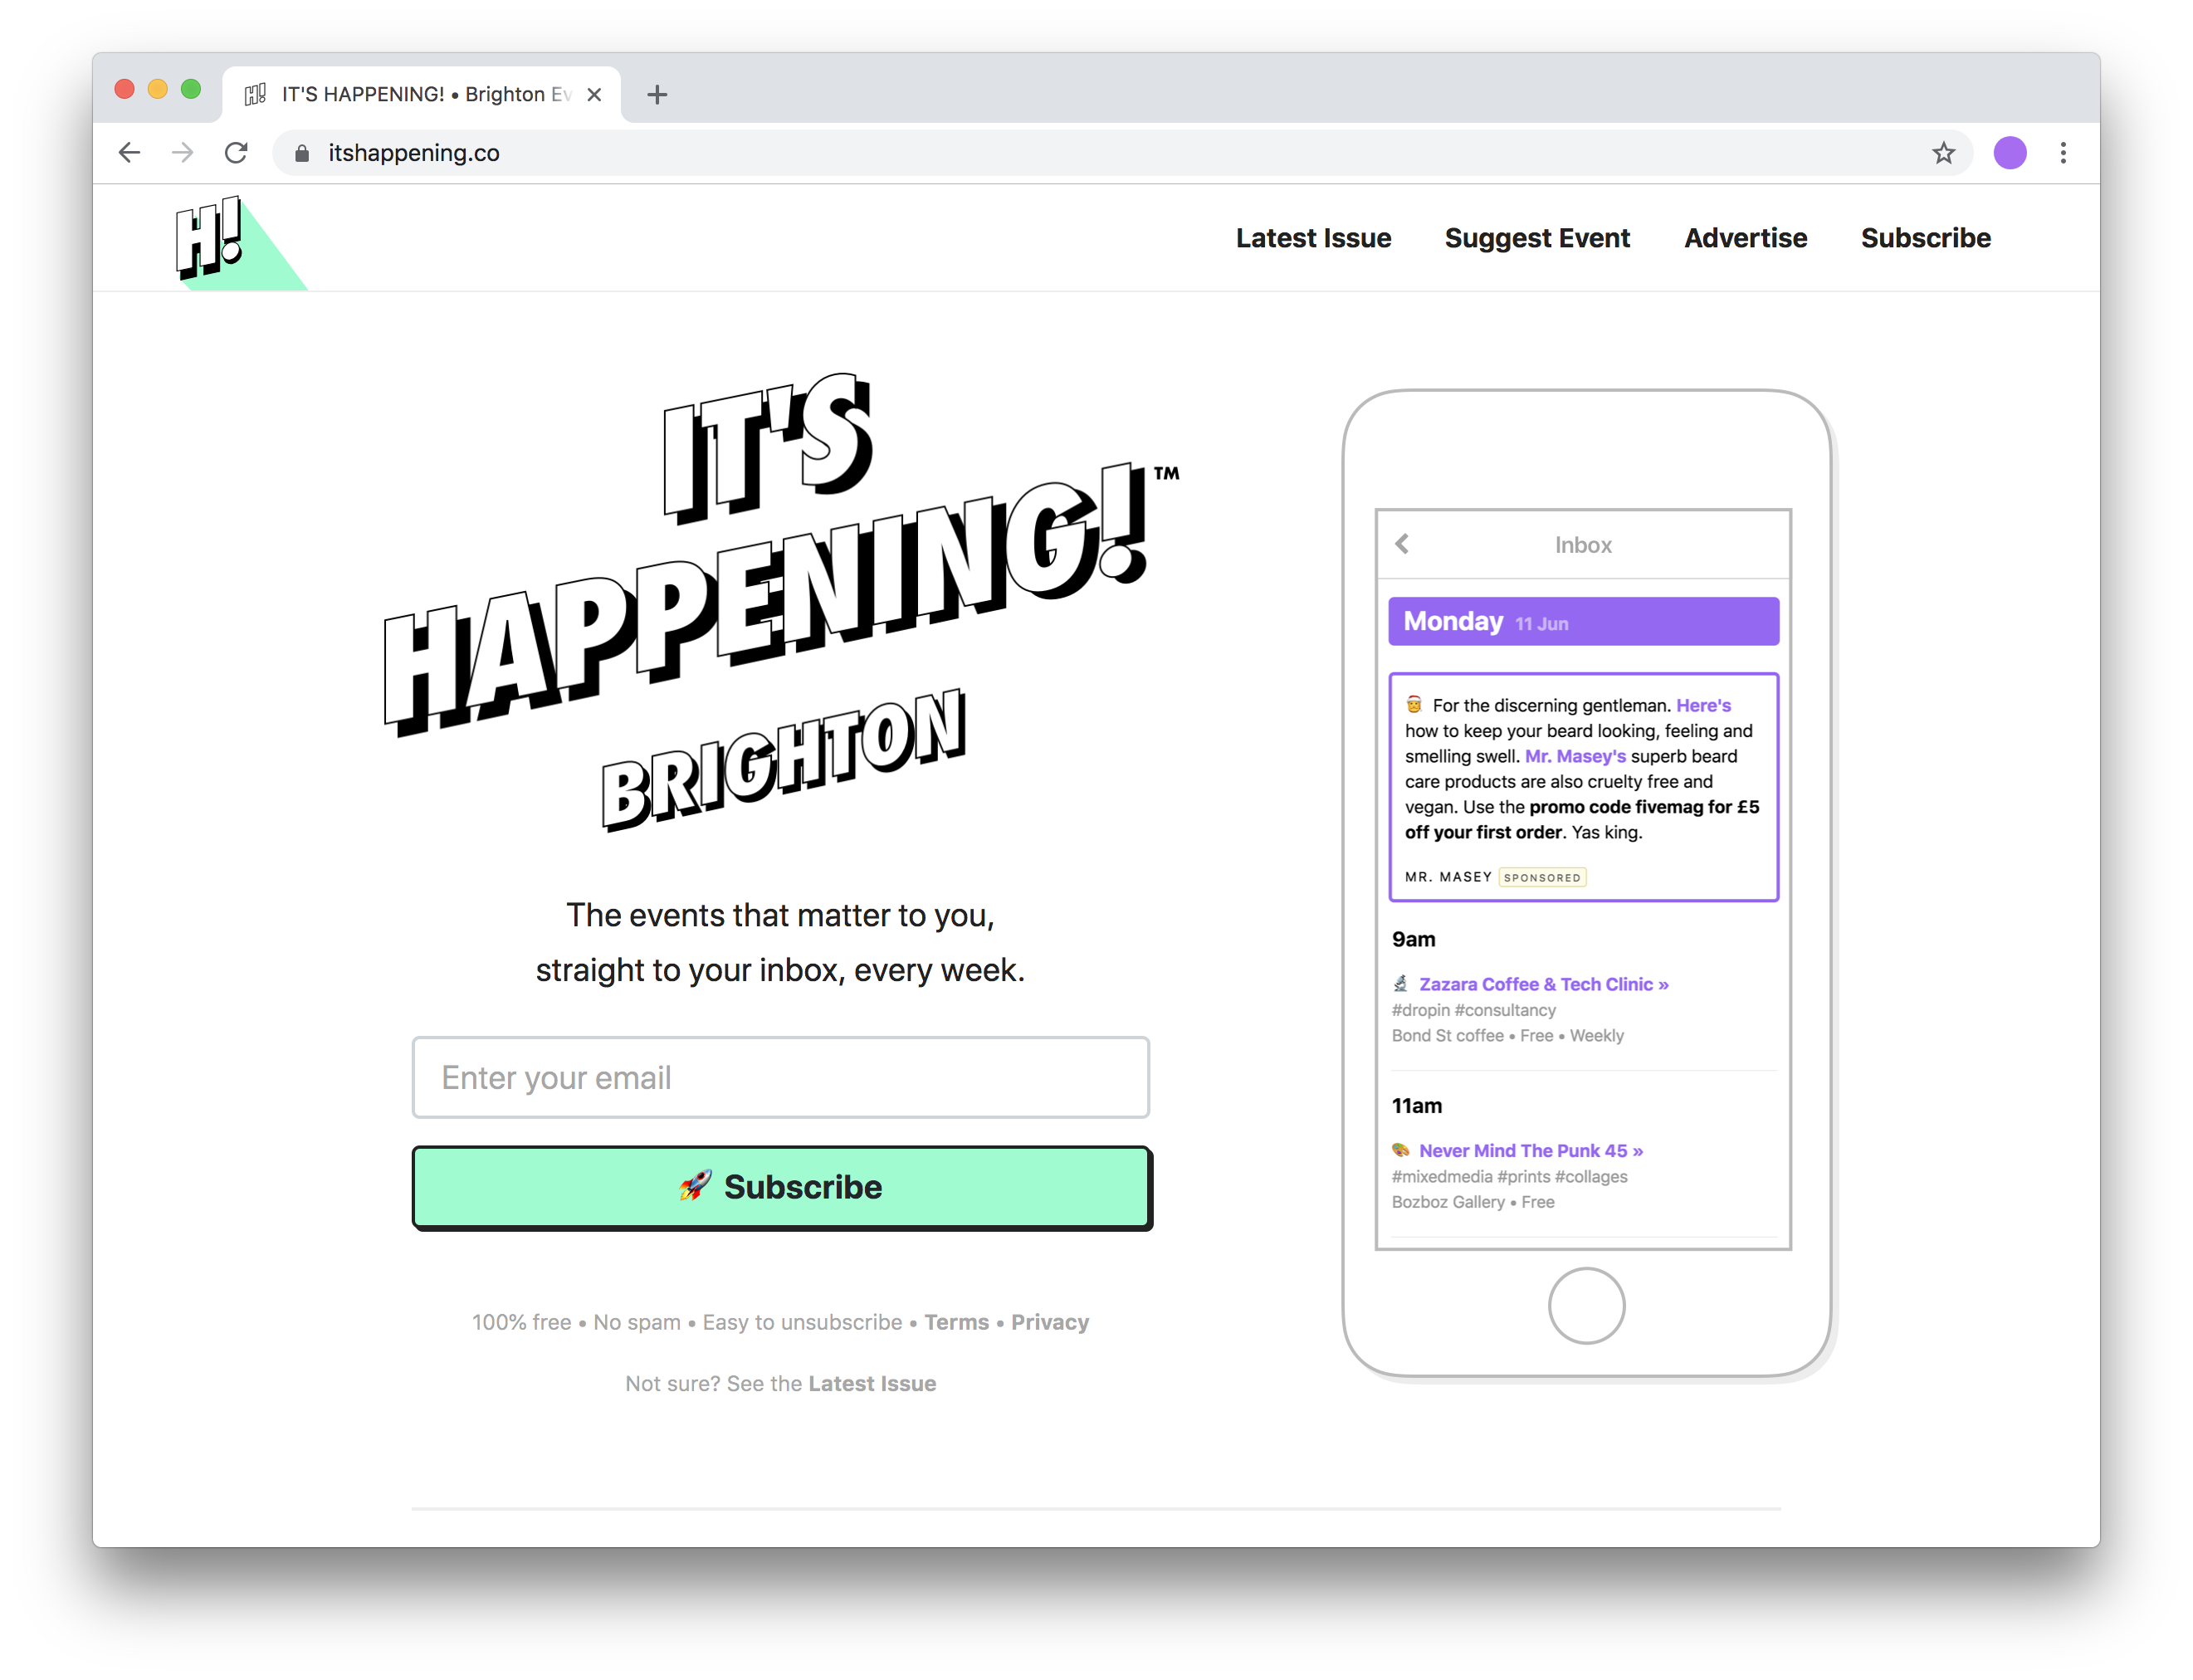 IT'S HAPPENING! • Brighton Ev
itshappening.co
H!
Latest Issue
Suggest Event
Advertise
Subscribe
IT'S
HAPPENING!™
BRIGHTON
The events that matter to you,
straight to your inbox, every week.
Enter your email
🚀 Subscribe
100% free • No spam • Easy to unsubscribe • Terms • Privacy
Not sure? See the Latest Issue
Inbox
Monday 11 Jun
For the discerning gentleman. Here's
how to keep your beard looking, feeling and
smelling swell. Mr. Masey's superb beard
care products are also cruelty free and
vegan. Use the promo code fivemag for £5
off your first order. Yas king.
MR. MASEY SPONSORED
9am
🔬 Zazara Coffee & Tech Clinic »
#dropin #consultancy
Bond St coffee • Free • Weekly
11am
🎨 Never Mind The Punk 45 »
#mixedmedia #prints #collages
Bozboz Gallery • Free